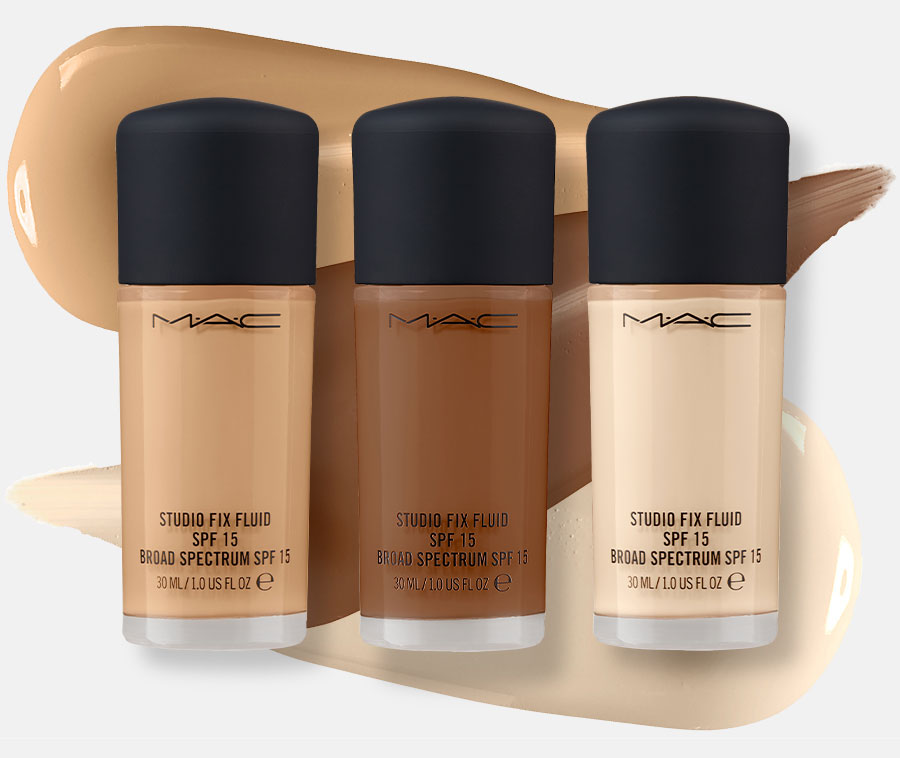 M·A·C
STUDIO FIX FLUID
SPF 15
BROAD SPECTRUM SPF 15
30 ML / 1.0 US FL OZ ℮
M·A·C
STUDIO FIX FLUID
SPF 15
BROAD SPECTRUM SPF 15
30 ML / 1.0 US FL OZ ℮
M·A·C
STUDIO FIX FLUID
SPF 15
BROAD SPECTRUM SPF 15
30 ML / 1.0 US FL OZ ℮